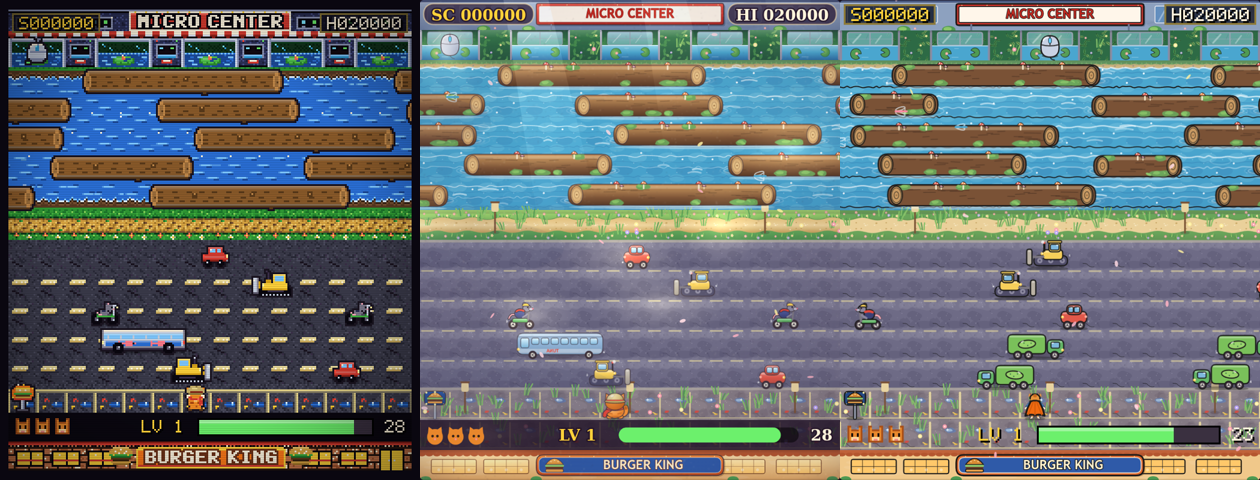 S000000 MICRO CENTER H020000
SC 000000 MICRO CENTER HI 020000
S000000 MICRO CENTER H020000
LV 1 28
LV 1 28
LV 1 23
BURGER KING
BURGER KING
BURGER KING